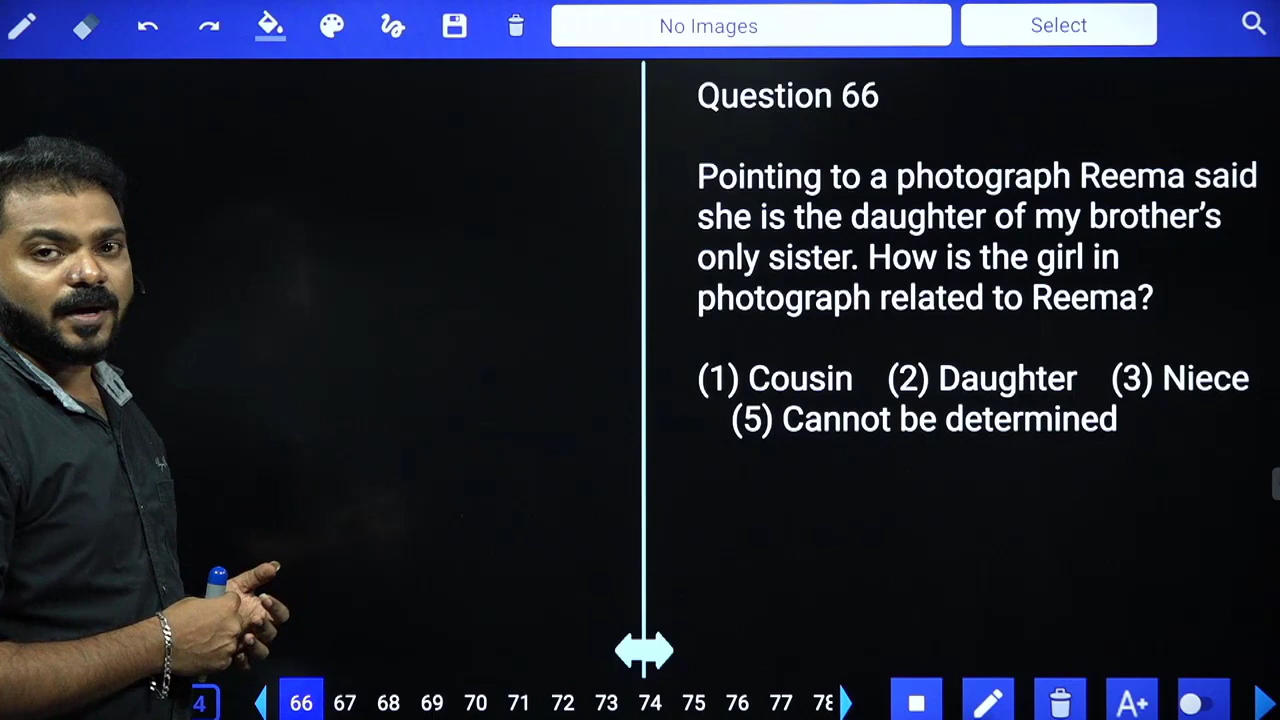 No Images
Select
Question 66
Pointing to a photograph Reema said
she is the daughter of my brother’s
only sister. How is the girl in
photograph related to Reema?
(1) Cousin (2) Daughter (3) Niece
(5) Cannot be determined
4 66 67 68 69 70 71 72 73 74 75 76 77 78
A+